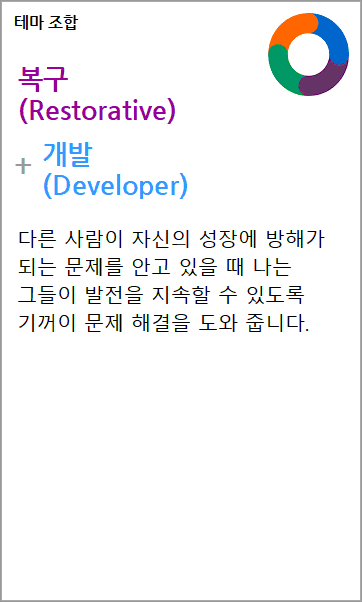 테마 조합
복구
(Restorative)
+ 개발
(Developer)
다른 사람이 자신의 성장에 방해가
되는 문제를 안고 있을 때 나는
그들이 발전을 지속할 수 있도록
기꺼이 문제 해결을 도와 줍니다.